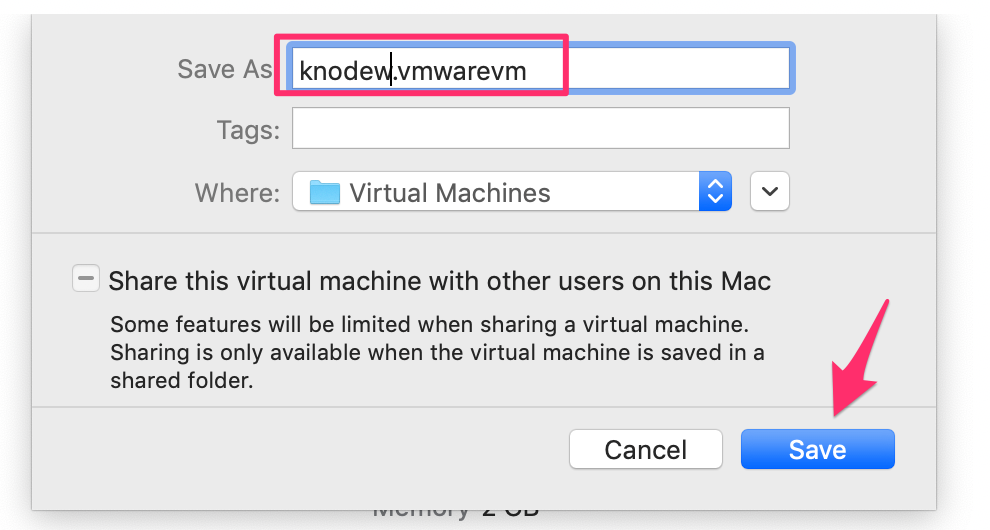 Save As
knodew.vmwarevm
Tags:
Where:
Virtual Machines
Share this virtual machine with other users on this Mac
Some features will be limited when sharing a virtual machine.
Sharing is only available when the virtual machine is saved in a
shared folder.
Cancel
Save
Memory 2 GB